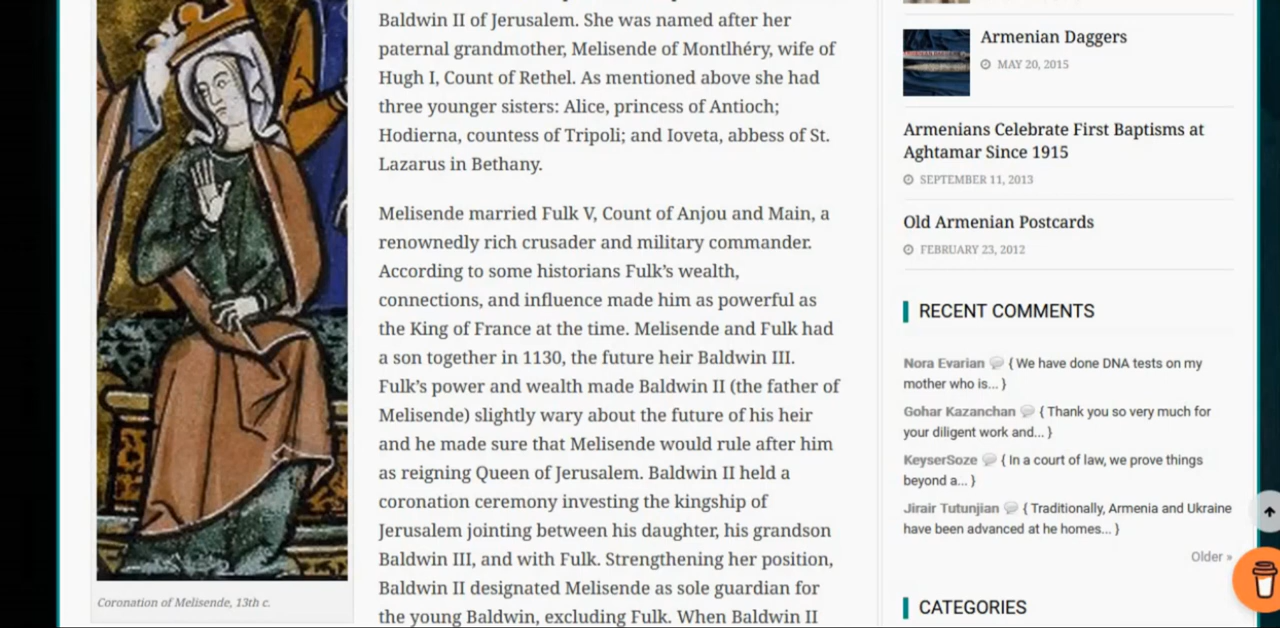 Baldwin II of Jerusalem. She was named after her
paternal grandmother, Melisende of Montlhéry, wife of
Hugh I, Count of Rethel. As mentioned above she had
three younger sisters: Alice, princess of Antioch;
Hodierna, countess of Tripoli; and Ioveta, abbess of St.
Lazarus in Bethany.
Melisende married Fulk V, Count of Anjou and Main, a
renownedly rich crusader and military commander.
According to some historians Fulk’s wealth,
connections, and influence made him as powerful as
the King of France at the time. Melisende and Fulk had
a son together in 1130, the future heir Baldwin III.
Fulk’s power and wealth made Baldwin II (the father of
Melisende) slightly wary about the future of his heir
and he made sure that Melisende would rule after him
as reigning Queen of Jerusalem. Baldwin II held a
coronation ceremony investing the kingship of
Jerusalem jointing between his daughter, his grandson
Baldwin III, and with Fulk. Strengthening her position,
Baldwin II designated Melisende as sole guardian for
the young Baldwin, excluding Fulk. When Baldwin II
Coronation of Melisende, 13th c.
Armenian Daggers
MAY 20, 2015
Armenians Celebrate First Baptisms at
Aghtamar Since 1915
SEPTEMBER 11, 2013
Old Armenian Postcards
FEBRUARY 23, 2012
RECENT COMMENTS
Nora Evarian { We have done DNA tests on my
mother who is... }
Gohar Kazanchan { Thank you so very much for
your diligent work and... }
KeyserSoze { In a court of law, we prove things
beyond a... }
Jirair Tutunjian { Traditionally, Armenia and Ukraine
have been advanced at he homes... }
Older »
CATEGORIES